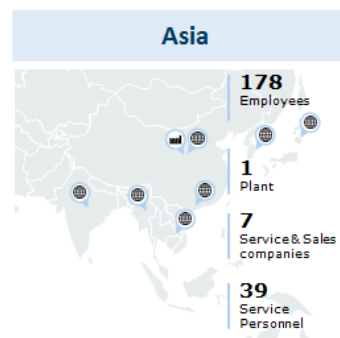 Asia
178
Employees
1
Plant
7
Service & Sales
companies
39
Service
Personnel